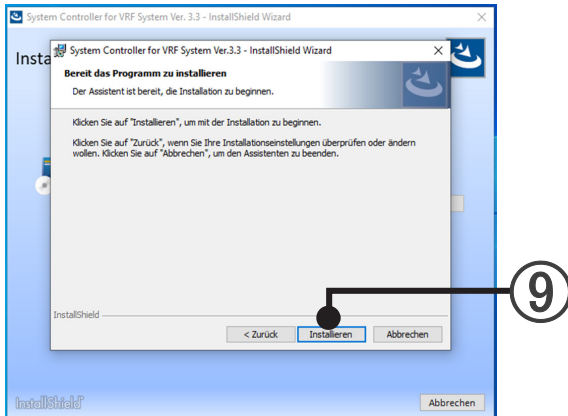 System Controller for VRF System Ver. 3.3 - InstallShield Wizard
Insta
System Controller for VRF System Ver.3.3 - InstallShield Wizard
Bereit das Programm zu installieren
Der Assistent ist bereit, die Installation zu beginnen.
Klicken Sie auf "Installieren", um mit der Installation zu beginnen.
Klicken Sie auf "Zurück", wenn Sie Ihre Installationseinstellungen überprüfen oder ändern
wollen. Klicken Sie auf "Abbrechen", um den Assistenten zu beenden.
InstallShield
< Zurück Installieren Abbrechen
⑨
InstallShield Abbrechen